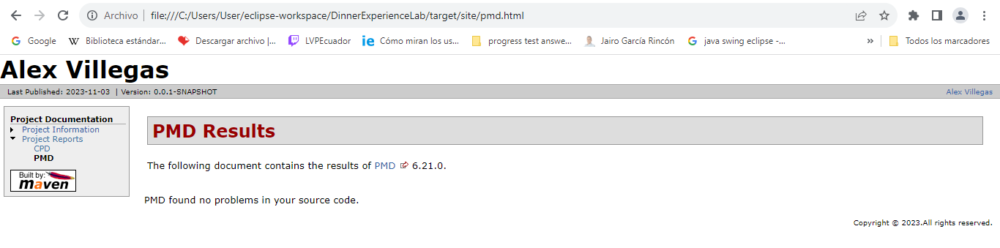 Archivo | file:///C:/Users/User/eclipse-workspace/DinnerExperienceLab/target/site/pmd.html
Google Biblioteca estándar... Descargar archivo |... LVPEcuador Cómo miran los us... progress test answe... Jairo García Rincón java swing eclipse -... » Todos los marcadores
Alex Villegas
Last Published: 2023-11-03 | Version: 0.0.1-SNAPSHOT Alex Villegas
Project Documentation
Project Information
Project Reports
CPD
PMD
Built by:
maven
PMD Results
The following document contains the results of PMD 6.21.0.
PMD found no problems in your source code.
Copyright © 2023.All rights reserved.